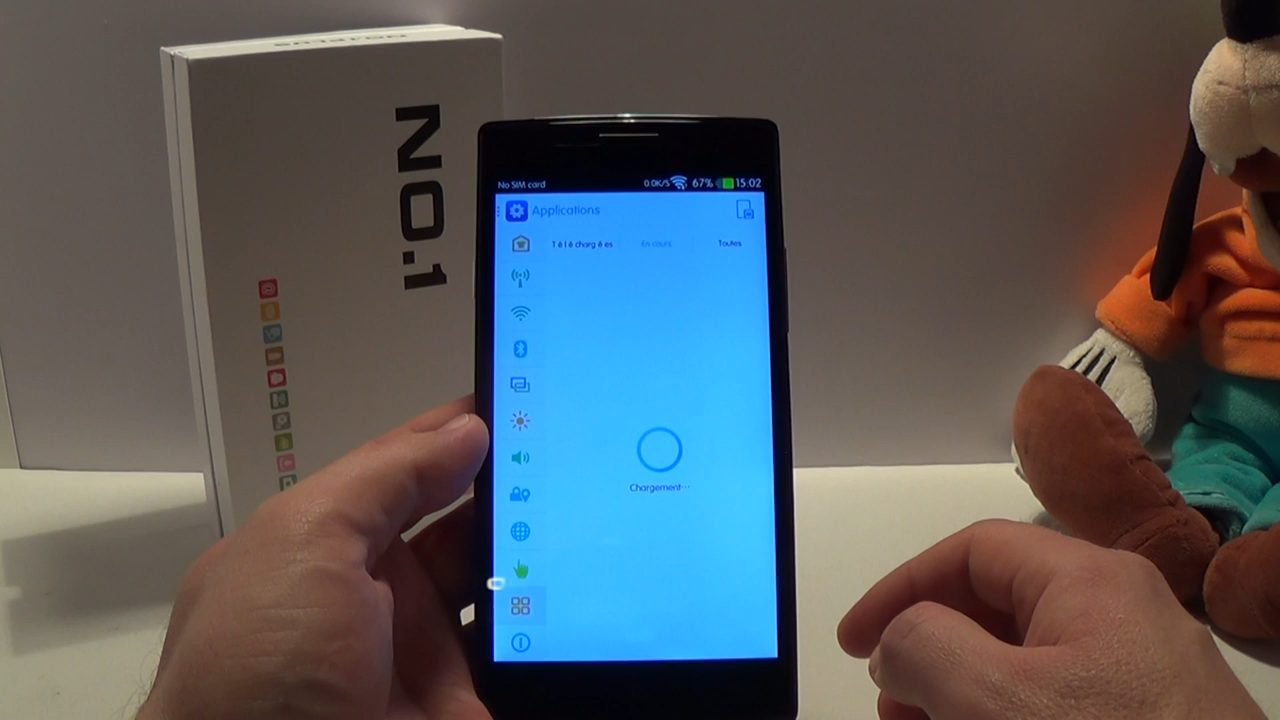 NO.1
No SIM card 0.0K/S 67% 15:02
Applications
Téléchargées En cours Toutes
Chargement...